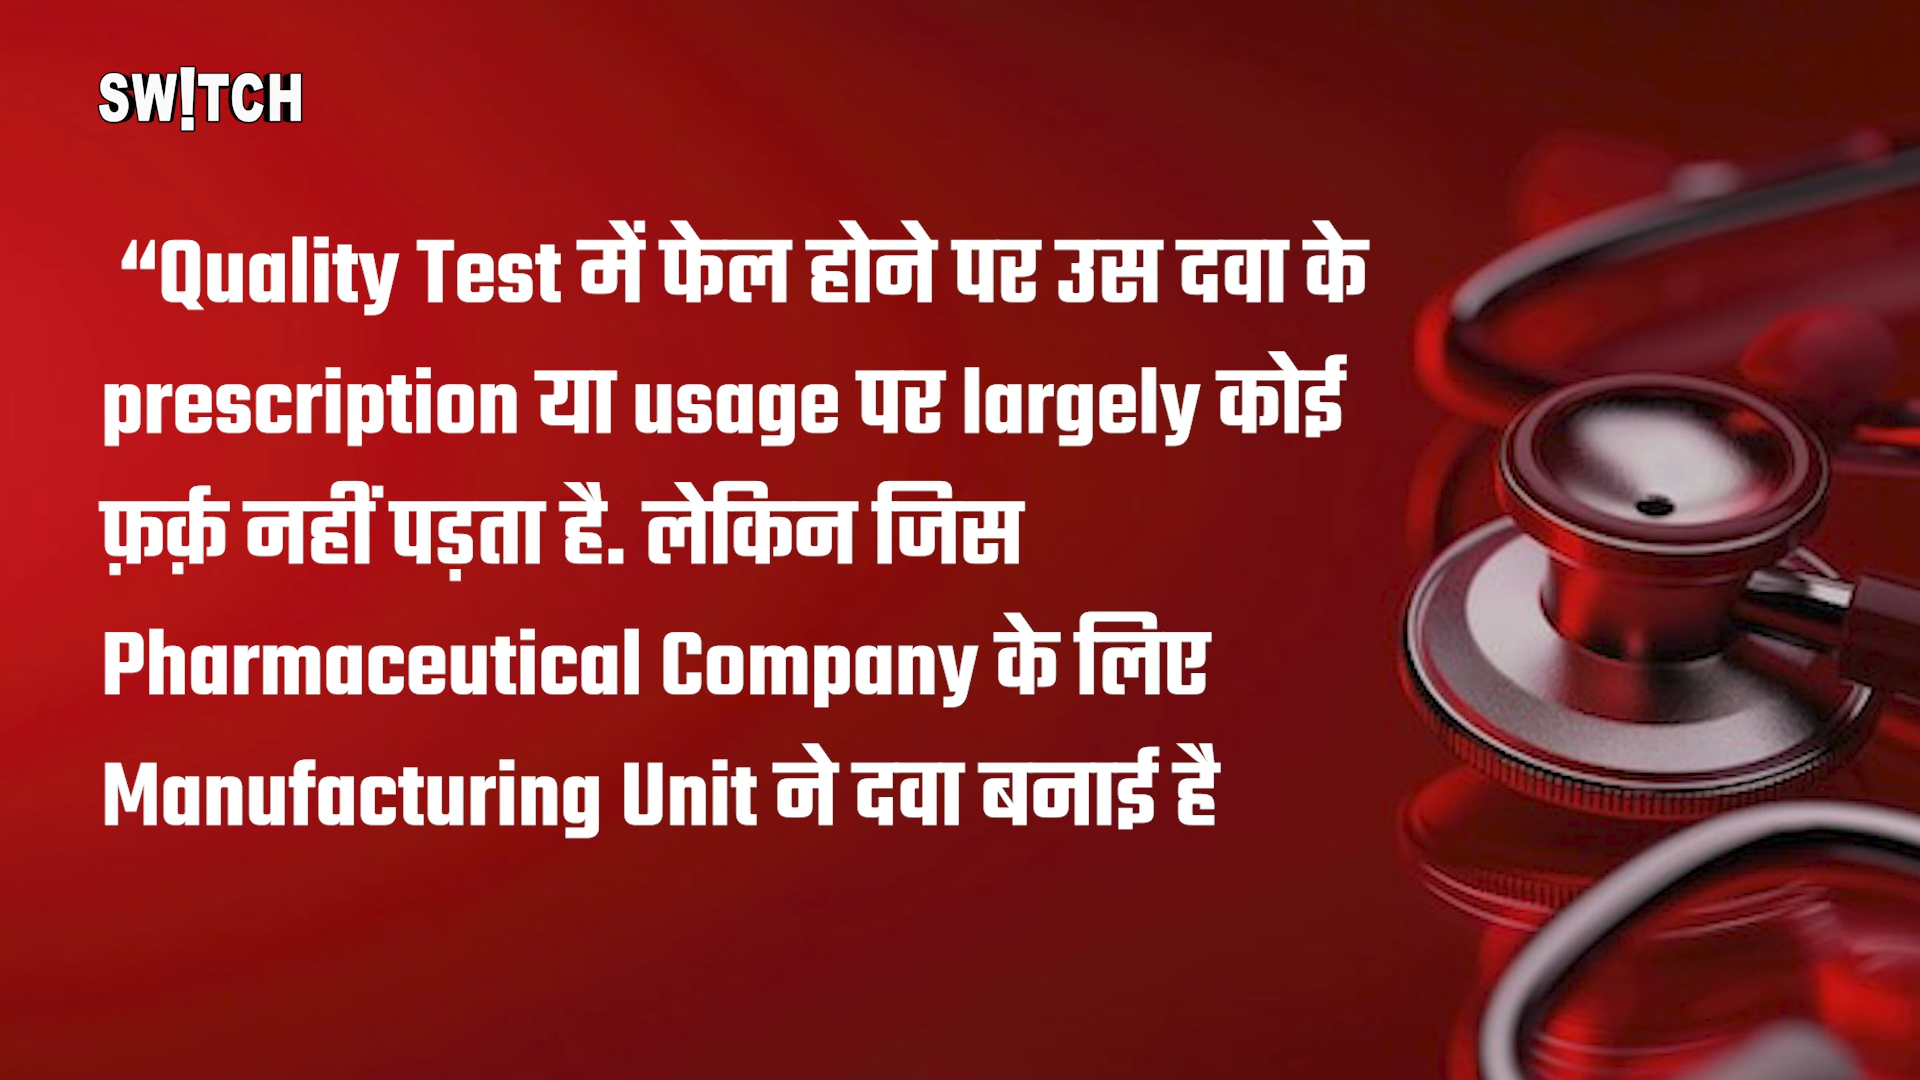 SW!TCH
“Quality Test में फेल होने पर उस दवा के
prescription या usage पर largely कोई
फ़र्क़ नहीं पड़ता है. लेकिन जिस
Pharmaceutical Company के लिए
Manufacturing Unit ने दवा बनाई है